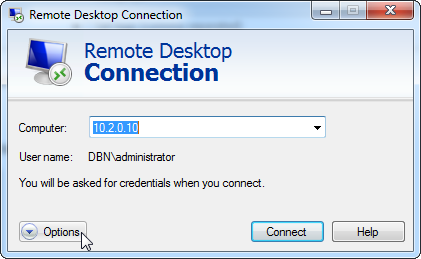 Remote Desktop Connection
Remote Desktop
Connection
Computer: 10.2.0.10
User name: DBN\administrator
You will be asked for credentials when you connect.
Options Connect Help